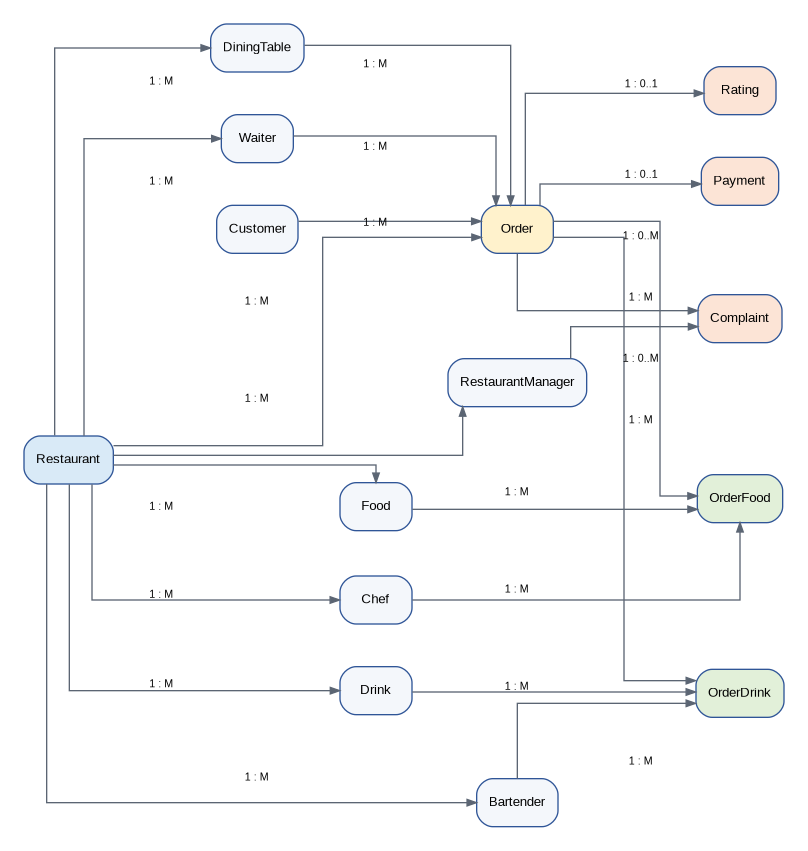 DiningTable
1 : M
1 : M
Rating
1 : 0..1
Waiter
1 : M
1 : M
Payment
1 : 0..1
Customer
1 : M
Order
1 : 0..M
1 : M
1 : M
Complaint
1 : 0..M
RestaurantManager
1 : M
1 : M
Restaurant
Food
1 : M
OrderFood
1 : M
Chef
1 : M
1 : M
Drink
1 : M
1 : M
OrderDrink
1 : M
1 : M
Bartender